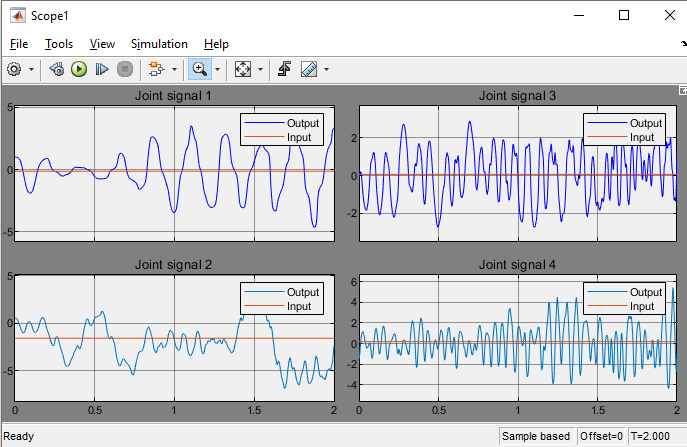 Scope1
File Tools View Simulation Help
Joint signal 1
5
0
-5
Output
Input
Joint signal 3
2
0
-2
Output
Input
Joint signal 2
5
0
-5
0 0.5 1 1.5 2
Output
Input
Joint signal 4
6
4
2
0
-2
-4
0 0.5 1 1.5 2
Output
Input
Ready
Sample based Offset=0 T=2.000